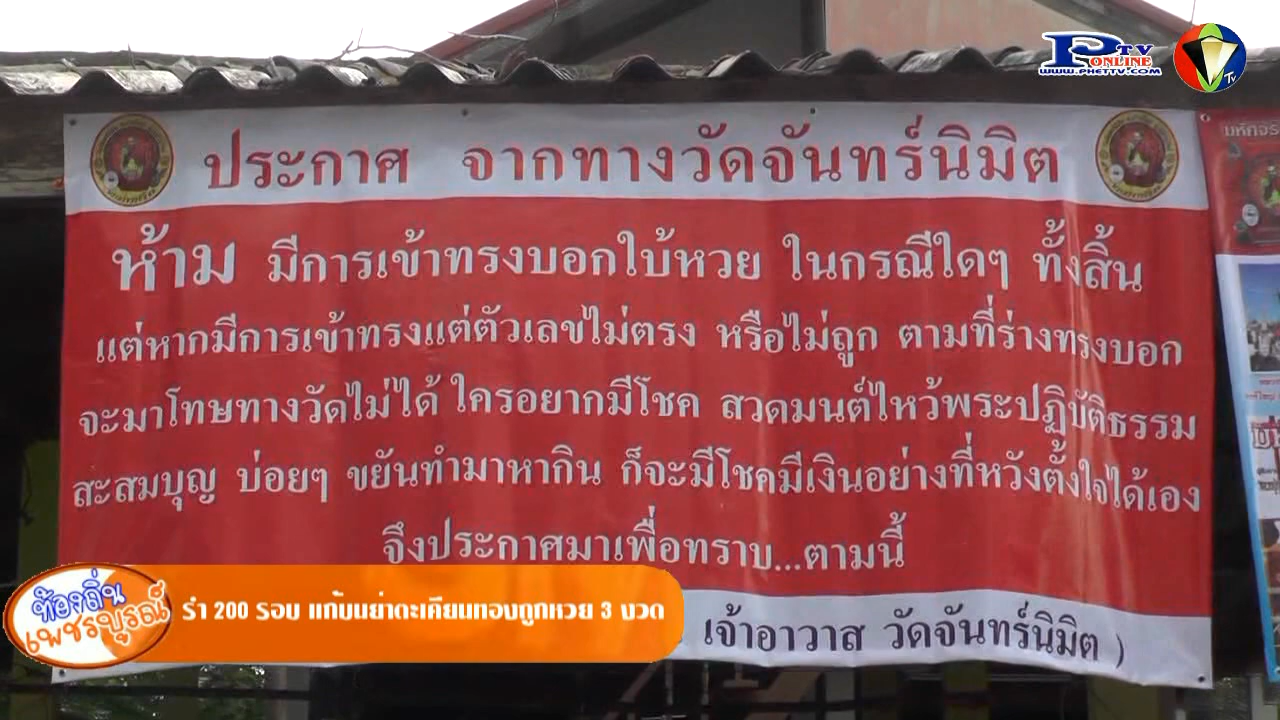 PTV ONLINE
WWW.PHETTV.COM
TV
ประกาศ จากทางวัดจันทร์นิมิต
ห้าม มีการเข้าทรงบอกใบ้หวย ในกรณีใดๆ ทั้งสิ้น
แต่หากมีการเข้าทรงแต่ตัวเลขไม่ตรง หรือไม่ถูก ตามที่ร่างทรงบอก
จะมาโทษทางวัดไม่ได้ ใครอยากมีโชค สวดมนต์ไหว้พระปฏิบัติธรรม
สะสมบุญ บ่อยๆ ขยันทำมาหากิน ก็จะมีโชคมีเงินอย่างที่หวังตั้งใจได้เอง
จึงประกาศมาเพื่อทราบ...ตามนี้
เจ้าอาวาส วัดจันทร์นิมิต )
ท้องถิ่น
เพชรบูรณ์
รำ 200 รอบ แก้บนย่าตะเคียนทองถูกหวย 3 งวด